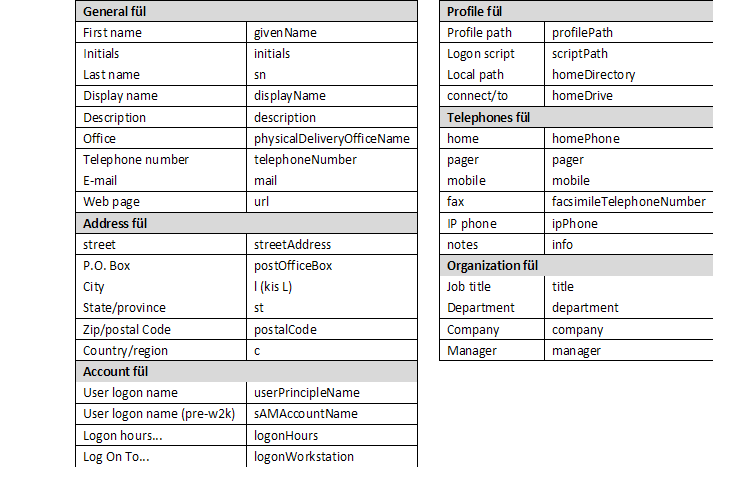 General fül
First name givenName
Initials initials
Last name sn
Display name displayName
Description description
Office physicalDeliveryOfficeName
Telephone number telephoneNumber
E-mail mail
Web page url
Address fül
street streetAddress
P.O. Box postOfficeBox
City l (kis L)
State/province st
Zip/postal Code postalCode
Country/region c
Account fül
User logon name userPrincipleName
User logon name (pre-w2k) sAMAccountName
Logon hours... logonHours
Log On To... logonWorkstation
Profile fül
Profile path profilePath
Logon script scriptPath
Local path homeDirectory
connect/to homeDrive
Telephones fül
home homePhone
pager pager
mobile mobile
fax facsimileTelephoneNumber
IP phone ipPhone
notes info
Organization fül
Job title title
Department department
Company company
Manager manager